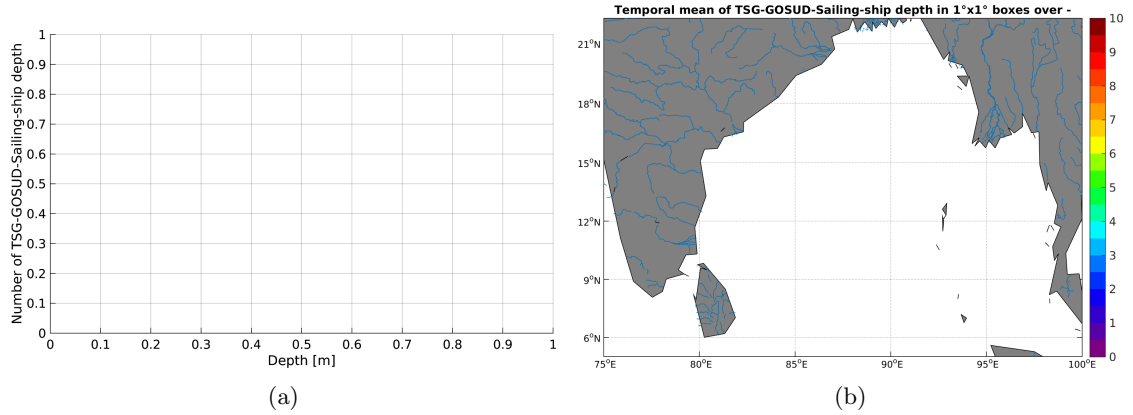 Temporal mean of TSG-GOSUD-Sailing-ship depth in 1°x1° boxes over -
Number of TSG-GOSUD-Sailing-ship depth
1
0.9
0.8
0.7
0.6
0.5
0.4
0.3
0.2
0.1
0
0 0.1 0.2 0.3 0.4 0.5 0.6 0.7 0.8 0.9 1
Depth [m]
(a)
21°N
18°N
15°N
12°N
9°N
6°N
75°E 80°E 85°E 90°E 95°E 100°E
10
9
8
7
6
5
4
3
2
1
0
(b)